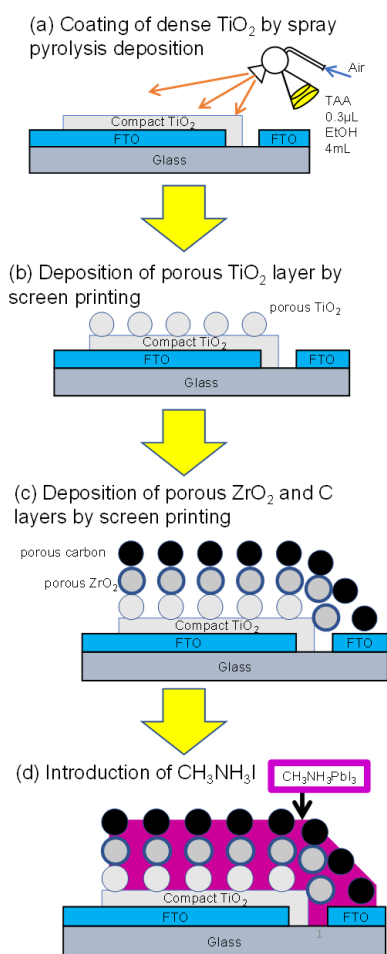 (a) Coating of dense TiO₂ by spray
pyrolysis deposition
Air
TAA
0.3µL
EtOH
4mL
Compact TiO₂
FTO
FTO
Glass
(b) Deposition of porous TiO₂ layer by
screen printing
porous TiO₂
Compact TiO₂
FTO
FTO
Glass
(c) Deposition of porous ZrO₂ and C
layers by screen printing
porous carbon
porous ZrO₂
Compact TiO₂
FTO
FTO
Glass
(d) Introduction of CH₃NH₃I
CH₃NH₃PbI₃
Compact TiO₂
FTO
FTO
1
Glass